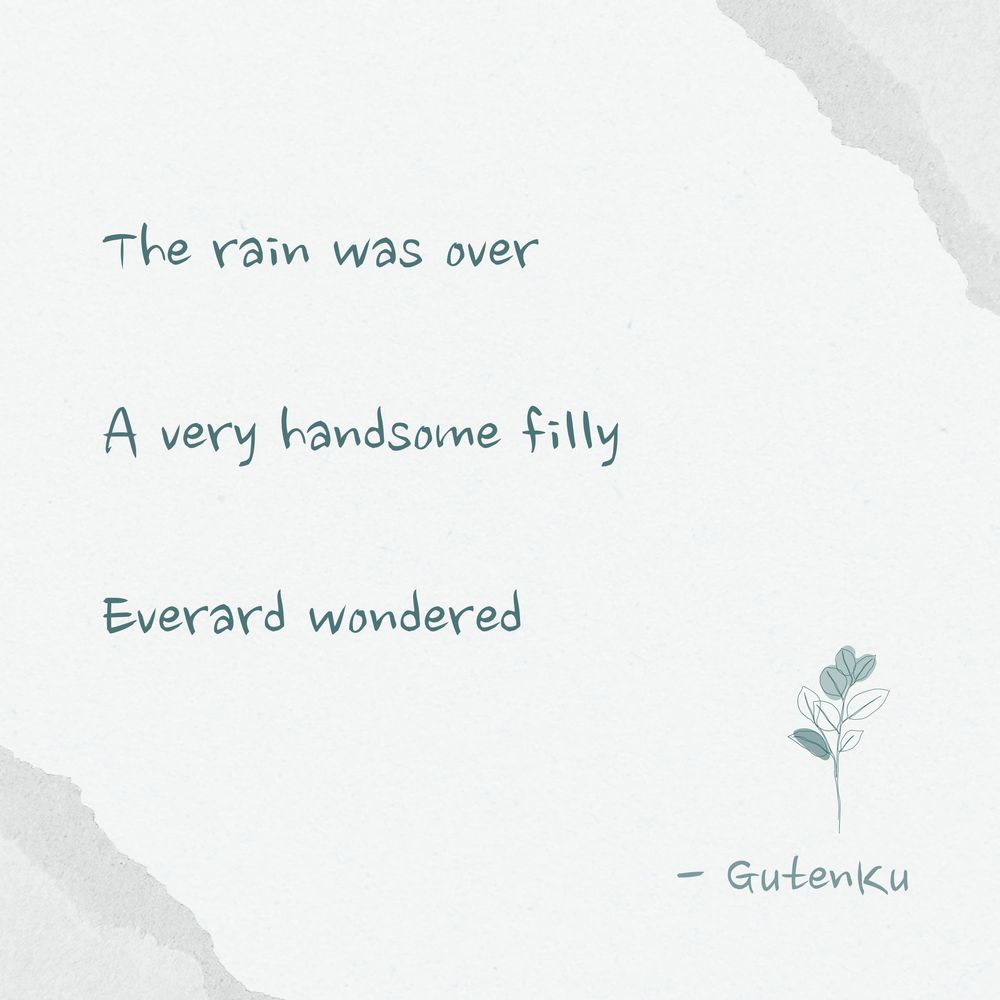 The rain was over
A very handsome filly
Everard wondered
- GutenKu